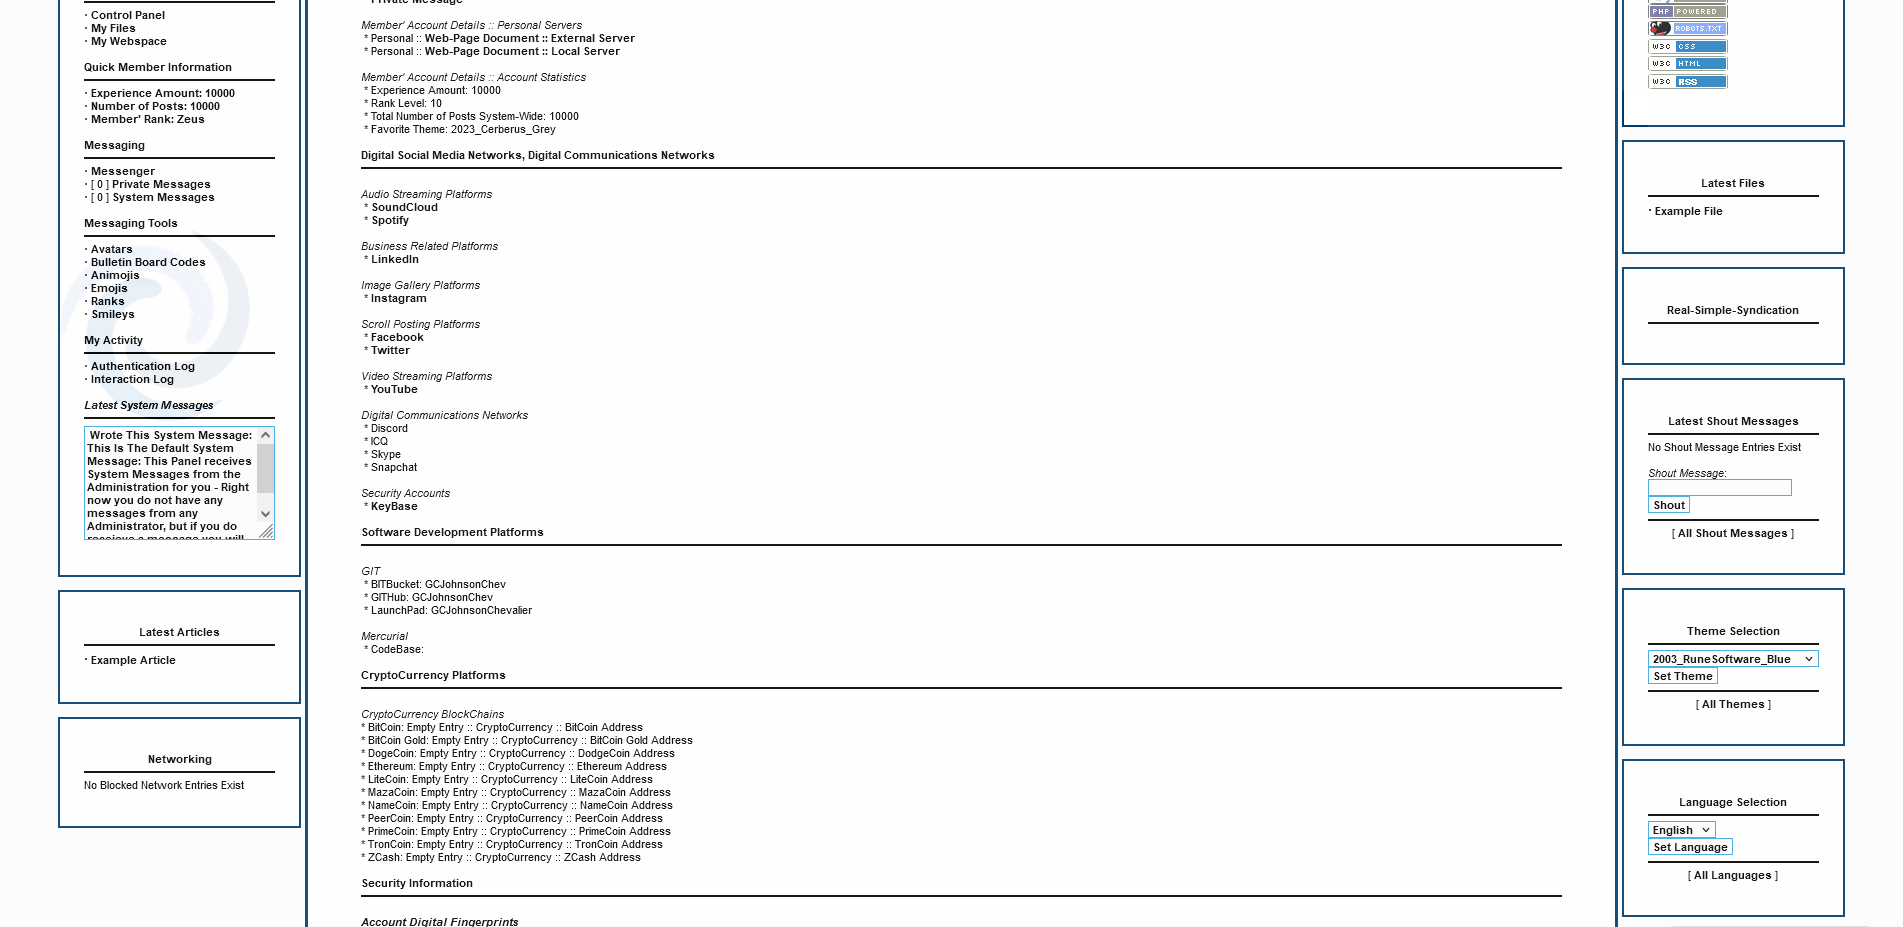 · Control Panel
· My Files
· My Webspace
Quick Member Information
· Experience Amount: 10000
· Number of Posts: 10000
· Member' Rank: Zeus
Messaging
· Messenger
· [ 0 ] Private Messages
· [ 0 ] System Messages
Messaging Tools
· Avatars
· Bulletin Board Codes
· Animojis
· Emojis
· Ranks
· Smileys
My Activity
· Authentication Log
· Interaction Log
Latest System Messages
Wrote This System Message:
This Is The Default System
Message: This Panel receives
System Messages from the
Administration for you - Right
now you do not have any
messages from any
Administrator, but if you do
receieve a message you will
Latest Articles
· Example Article
Networking
No Blocked Network Entries Exist
Private Message
Member' Account Details :: Personal Servers
* Personal :: Web-Page Document :: External Server
* Personal :: Web-Page Document :: Local Server
Member' Account Details :: Account Statistics
* Experience Amount: 10000
* Rank Level: 10
* Total Number of Posts System-Wide: 10000
* Favorite Theme: 2023_Cerberus_Grey
Digital Social Media Networks, Digital Communications Networks
Audio Streaming Platforms
* SoundCloud
* Spotify
Business Related Platforms
* LinkedIn
Image Gallery Platforms
* Instagram
Scroll Posting Platforms
* Facebook
* Twitter
Video Streaming Platforms
* YouTube
Digital Communications Networks
* Discord
* ICQ
* Skype
* Snapchat
Security Accounts
* KeyBase
Software Development Platforms
GIT
* BITBucket: GCJohnsonChev
* GITHub: GCJohnsonChev
* LaunchPad: GCJohnsonChevalier
Mercurial
* CodeBase:
CryptoCurrency Platforms
CryptoCurrency BlockChains
* BitCoin: Empty Entry :: CryptoCurrency :: BitCoin Address
* BitCoin Gold: Empty Entry :: CryptoCurrency :: BitCoin Gold Address
* DogeCoin: Empty Entry :: CryptoCurrency :: DodgeCoin Address
* Ethereum: Empty Entry :: CryptoCurrency :: Ethereum Address
* LiteCoin: Empty Entry :: CryptoCurrency :: LiteCoin Address
* MazaCoin: Empty Entry :: CryptoCurrency :: MazaCoin Address
* NameCoin: Empty Entry :: CryptoCurrency :: NameCoin Address
* PeerCoin: Empty Entry :: CryptoCurrency :: PeerCoin Address
* PrimeCoin: Empty Entry :: CryptoCurrency :: PrimeCoin Address
* TronCoin: Empty Entry :: CryptoCurrency :: TronCoin Address
* ZCash: Empty Entry :: CryptoCurrency :: ZCash Address
Security Information
Account Digital Fingerprints
PHP POWERED
ROBOTS.TXT
W3C CSS
W3C HTML
W3C RSS
Latest Files
· Example File
Real-Simple-Syndication
Latest Shout Messages
No Shout Message Entries Exist
Shout Message:
Shout
[ All Shout Messages ]
Theme Selection
2003_RuneSoftware_Blue
Set Theme
[ All Themes ]
Language Selection
English
Set Language
[ All Languages ]